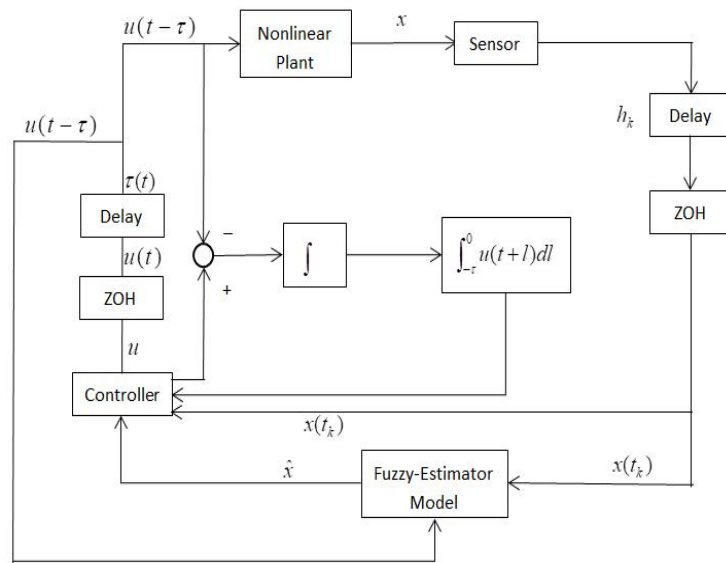 u(t − τ)
Nonlinear
Plant
x
Sensor
u(t − τ)
h_k
Delay
τ(t)
Delay
ZOH
u(t)
−
∫
∫_{-τ}^{0} u(t+l)dl
ZOH
+
u
Controller
x(t_k)
x̂
Fuzzy-Estimator
Model
x(t_k)